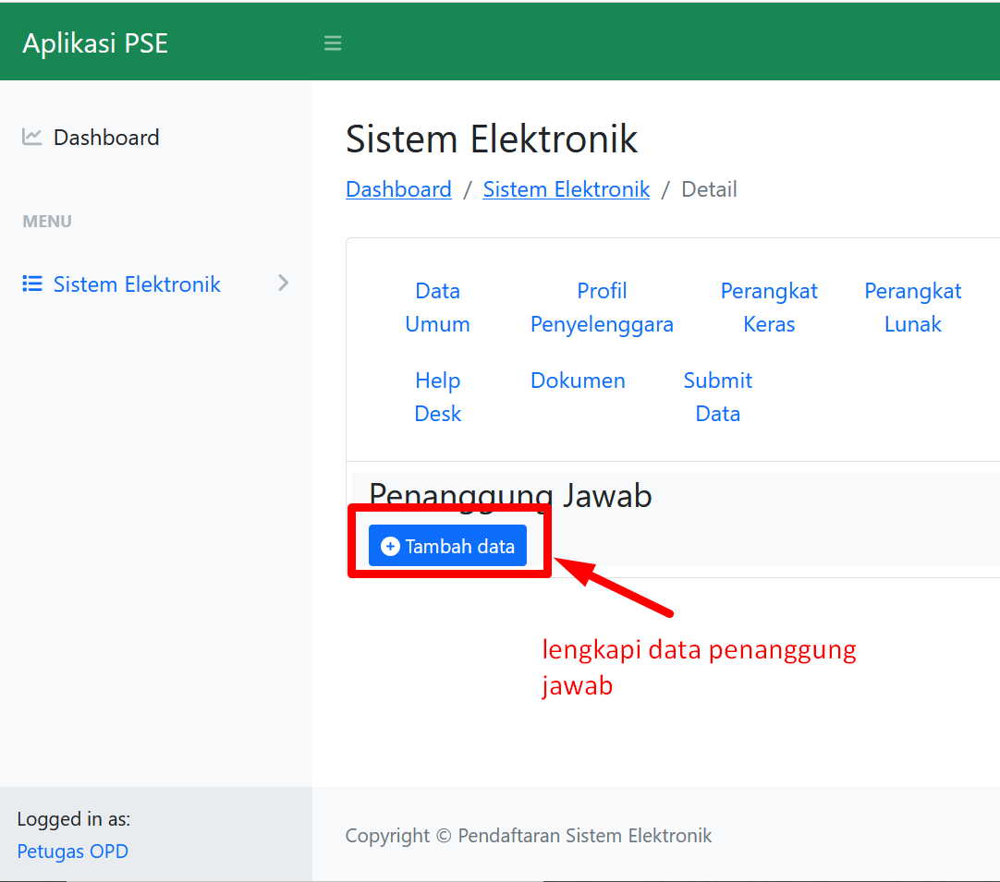 Aplikasi PSE
Dashboard
MENU
Sistem Elektronik
Sistem Elektronik
Dashboard / Sistem Elektronik / Detail
Data Umum
Profil Penyelenggara
Perangkat Keras
Perangkat Lunak
Help Desk
Dokumen
Submit Data
Penanggung Jawab
Tambah data
lengkapi data penanggung
jawab
Logged in as:
Petugas OPD
Copyright © Pendaftaran Sistem Elektronik